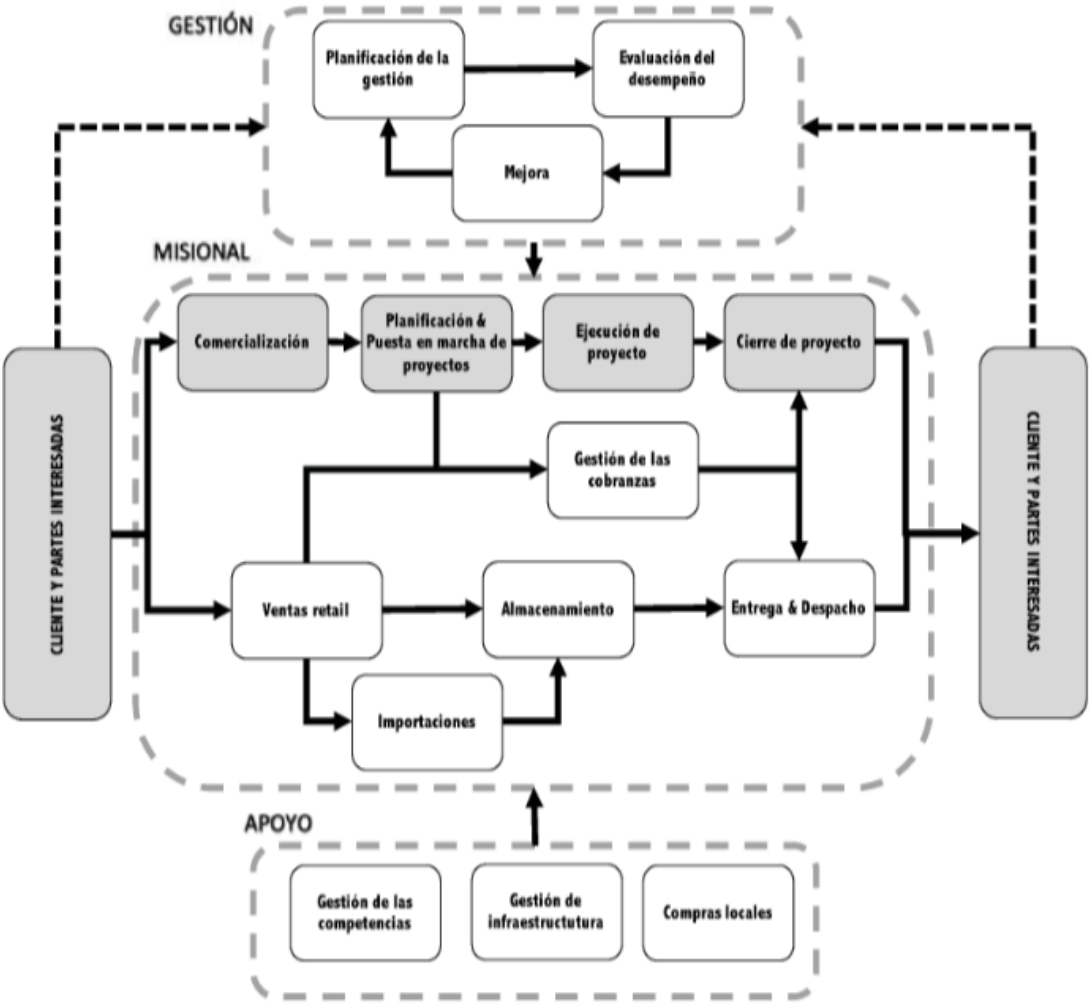 GESTIÓN
Planificación de la
gestión
Evaluación del
desempeño
Mejora
MISIONAL
Comercialización
Planificación &
Puesta en marcha de
proyectos
Ejecución de
proyecto
Cierre de proyecto
CLIENTE Y PARTES INTERESADAS
CLIENTE Y PARTES INTERESADAS
Gestión de las
cobranzas
Ventas retail
Almacenamiento
Entrega & Despacho
Importaciones
APOYO
Gestión de las
competencias
Gestión de
infraestructutura
Compras locales